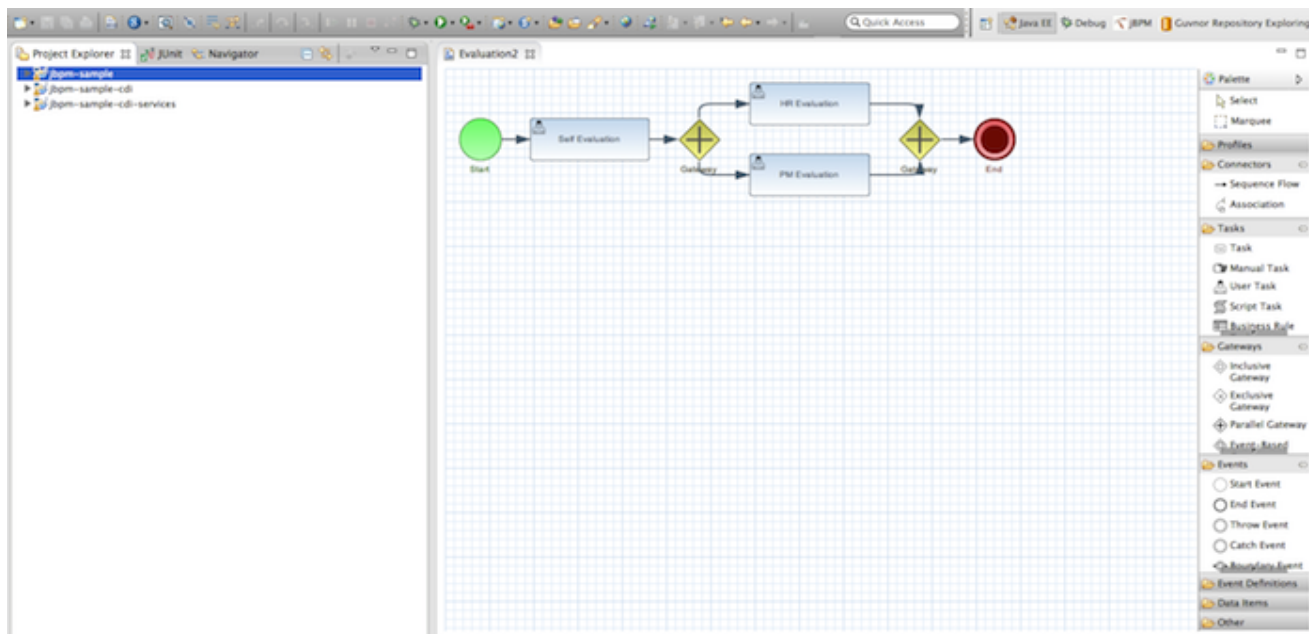 Quick Access
Java EE
Debug
jBPM
Guvnor Repository Exploring
Project Explorer
JUnit
Navigator
Evaluation2
jbpm-sample
jbpm-sample-cdi
jbpm-sample-cdi-services
Start
Self Evaluation
Gateway
HR Evaluation
PM Evaluation
Gateway
End
Palette
Select
Marquee
Profiles
Connectors
Sequence Flow
Association
Tasks
Task
Manual Task
User Task
Script Task
Business Rule
Gateways
Inclusive
Gateway
Exclusive
Gateway
Parallel Gateway
Event-Based
Events
Start Event
End Event
Throw Event
Catch Event
Boundary Event
Event Definitions
Data Items
Other